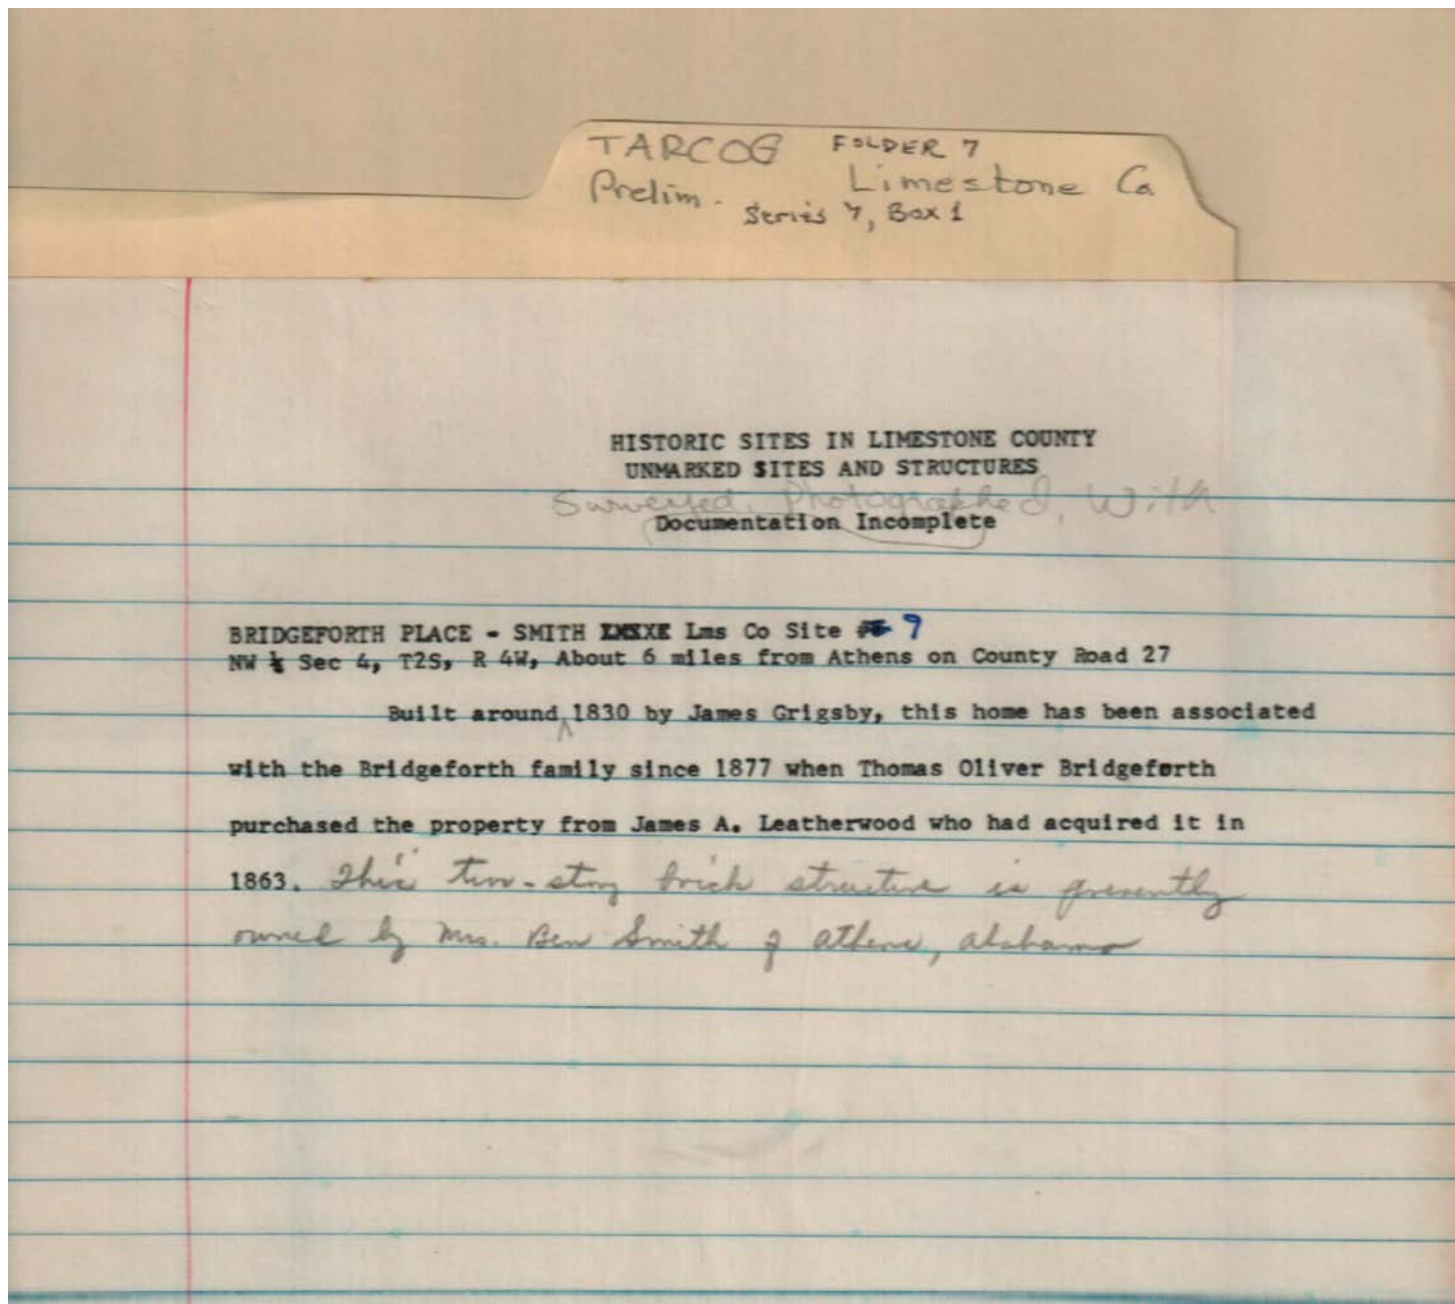 TARCOG FOLDER 7
Prelim. Limestone Co
Series 7, Box 1
HISTORIC SITES IN LIMESTONE COUNTY
UNMARKED SITES AND STRUCTURES
Surveyed, Photographed, With
Documentation Incomplete
BRIDGEFORTH PLACE - SMITH Lms Co Site 9
NW ¼ Sec 4, T2S, R 4W, About 6 miles from Athens on County Road 27
Built around 1830 by James Grigsby, this home has been associated
with the Bridgeforth family since 1877 when Thomas Oliver Bridgeforth
purchased the property from James A. Leatherwood who had acquired it in
1863. This two-story brick structure is presently
owned by Mrs. Ben Smith of Athens, Alabama